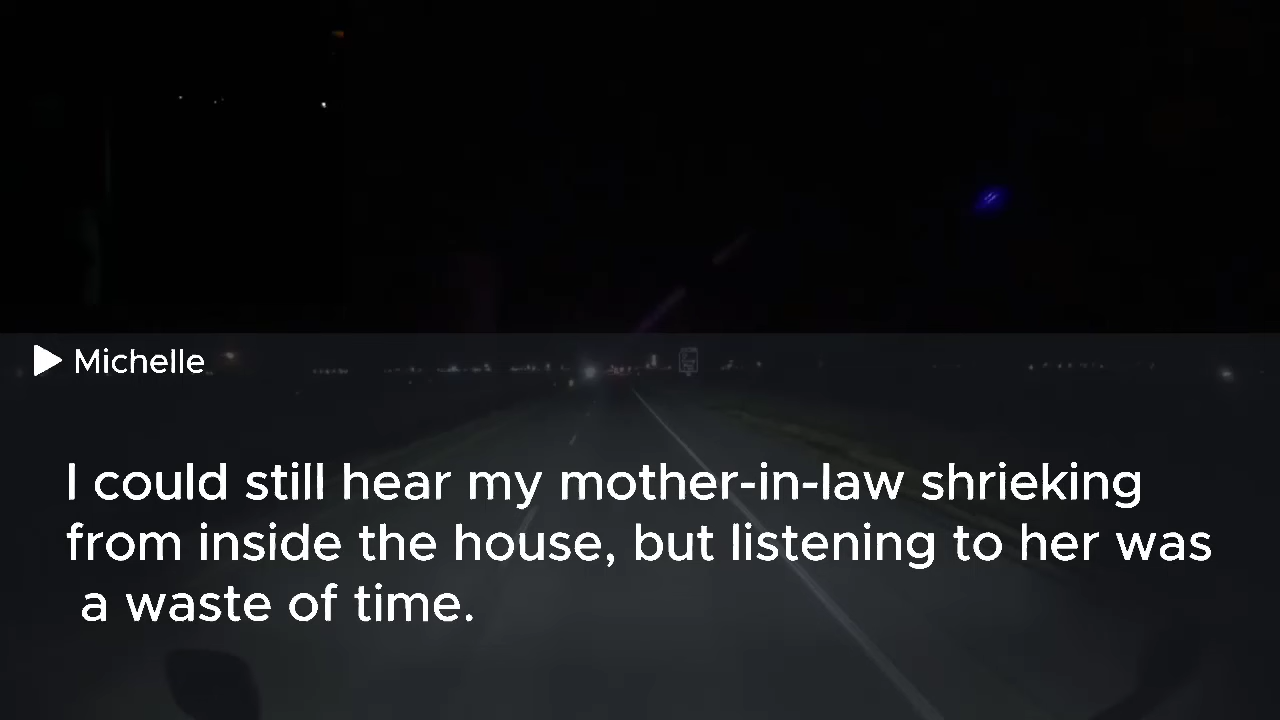 Michelle
I could still hear my mother-in-law shrieking
from inside the house, but listening to her was
a waste of time.